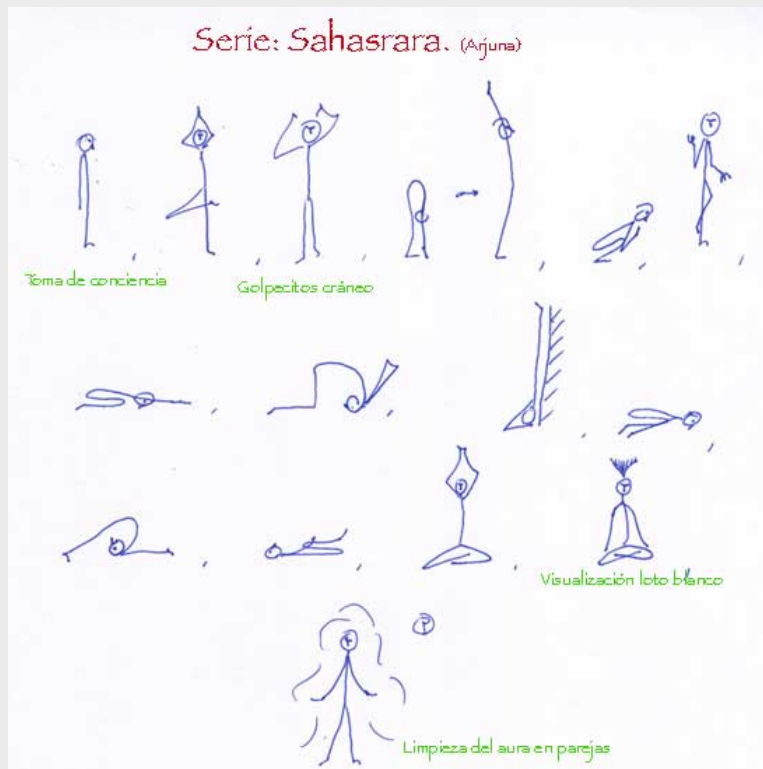 Serie: Sahasrara. (Arjuna)
Toma de conciencia
Golpecitos cráneo
Visualización loto blanco
Limpieza del aura en parejas